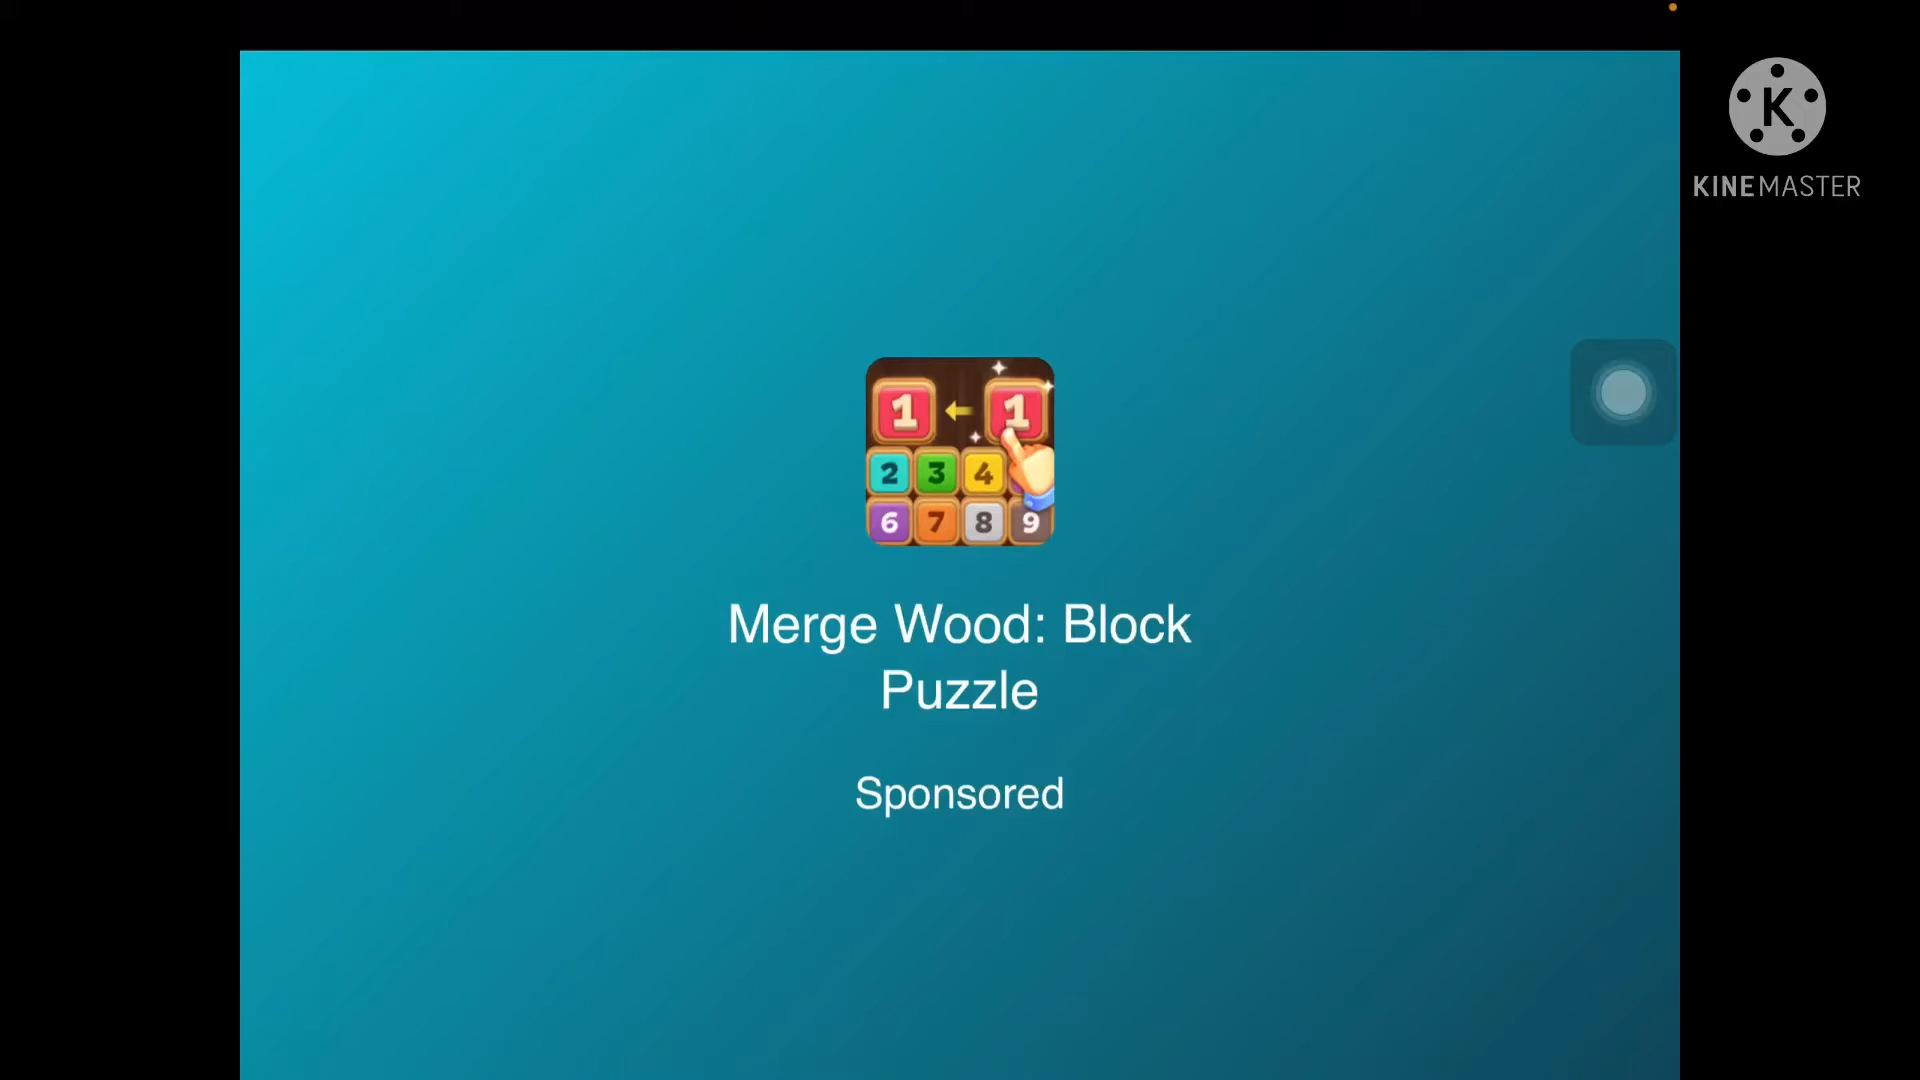 K
KINEMASTER
1 1
2 3 4
6 7 8 9
Merge Wood: Block
Puzzle
Sponsored